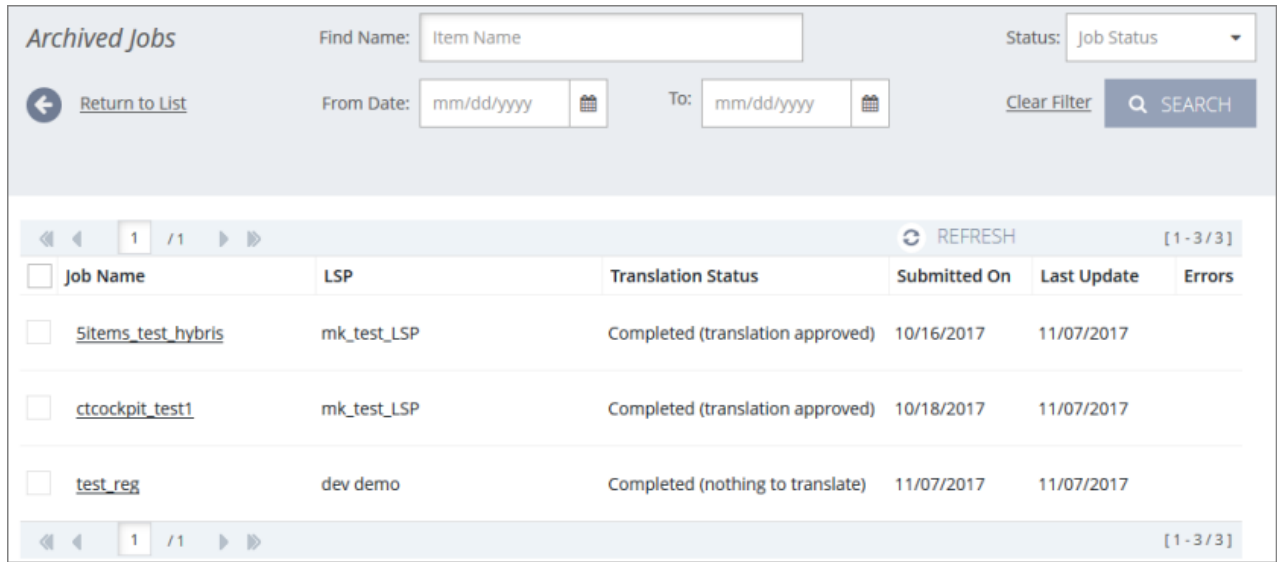 Archived Jobs Find Name: Item Name Status: Job Status
Return to List From Date: mm/dd/yyyy To: mm/dd/yyyy Clear Filter SEARCH
1 / 1 REFRESH [ 1 - 3 / 3 ]
Job Name LSP Translation Status Submitted On Last Update Errors
5items_test_hybris mk_test_LSP Completed (translation approved) 10/16/2017 11/07/2017
ctcockpit_test1 mk_test_LSP Completed (translation approved) 10/18/2017 11/07/2017
test_reg dev demo Completed (nothing to translate) 11/07/2017 11/07/2017
1 / 1 [ 1 - 3 / 3 ]